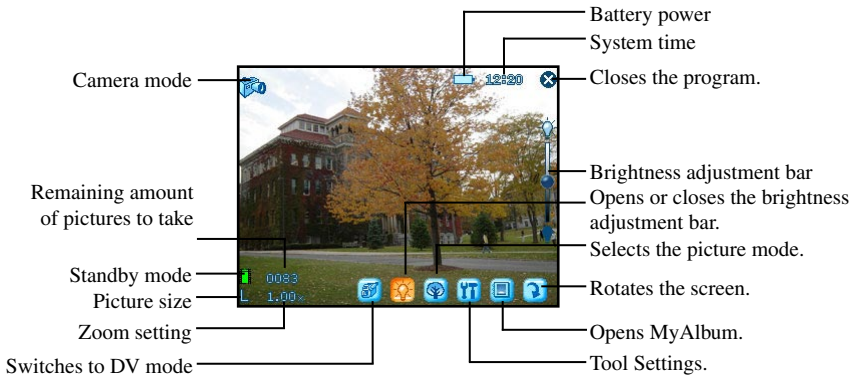 Battery power
System time
Closes the program.
Camera mode
12:20
Brightness adjustment bar
Opens or closes the brightness
adjustment bar.
Selects the picture mode.
Remaining amount
of pictures to take
Standby mode
0083
Picture size
L 1.00×
Rotates the screen.
Zoom setting
Opens MyAlbum.
Switches to DV mode
Tool Settings.